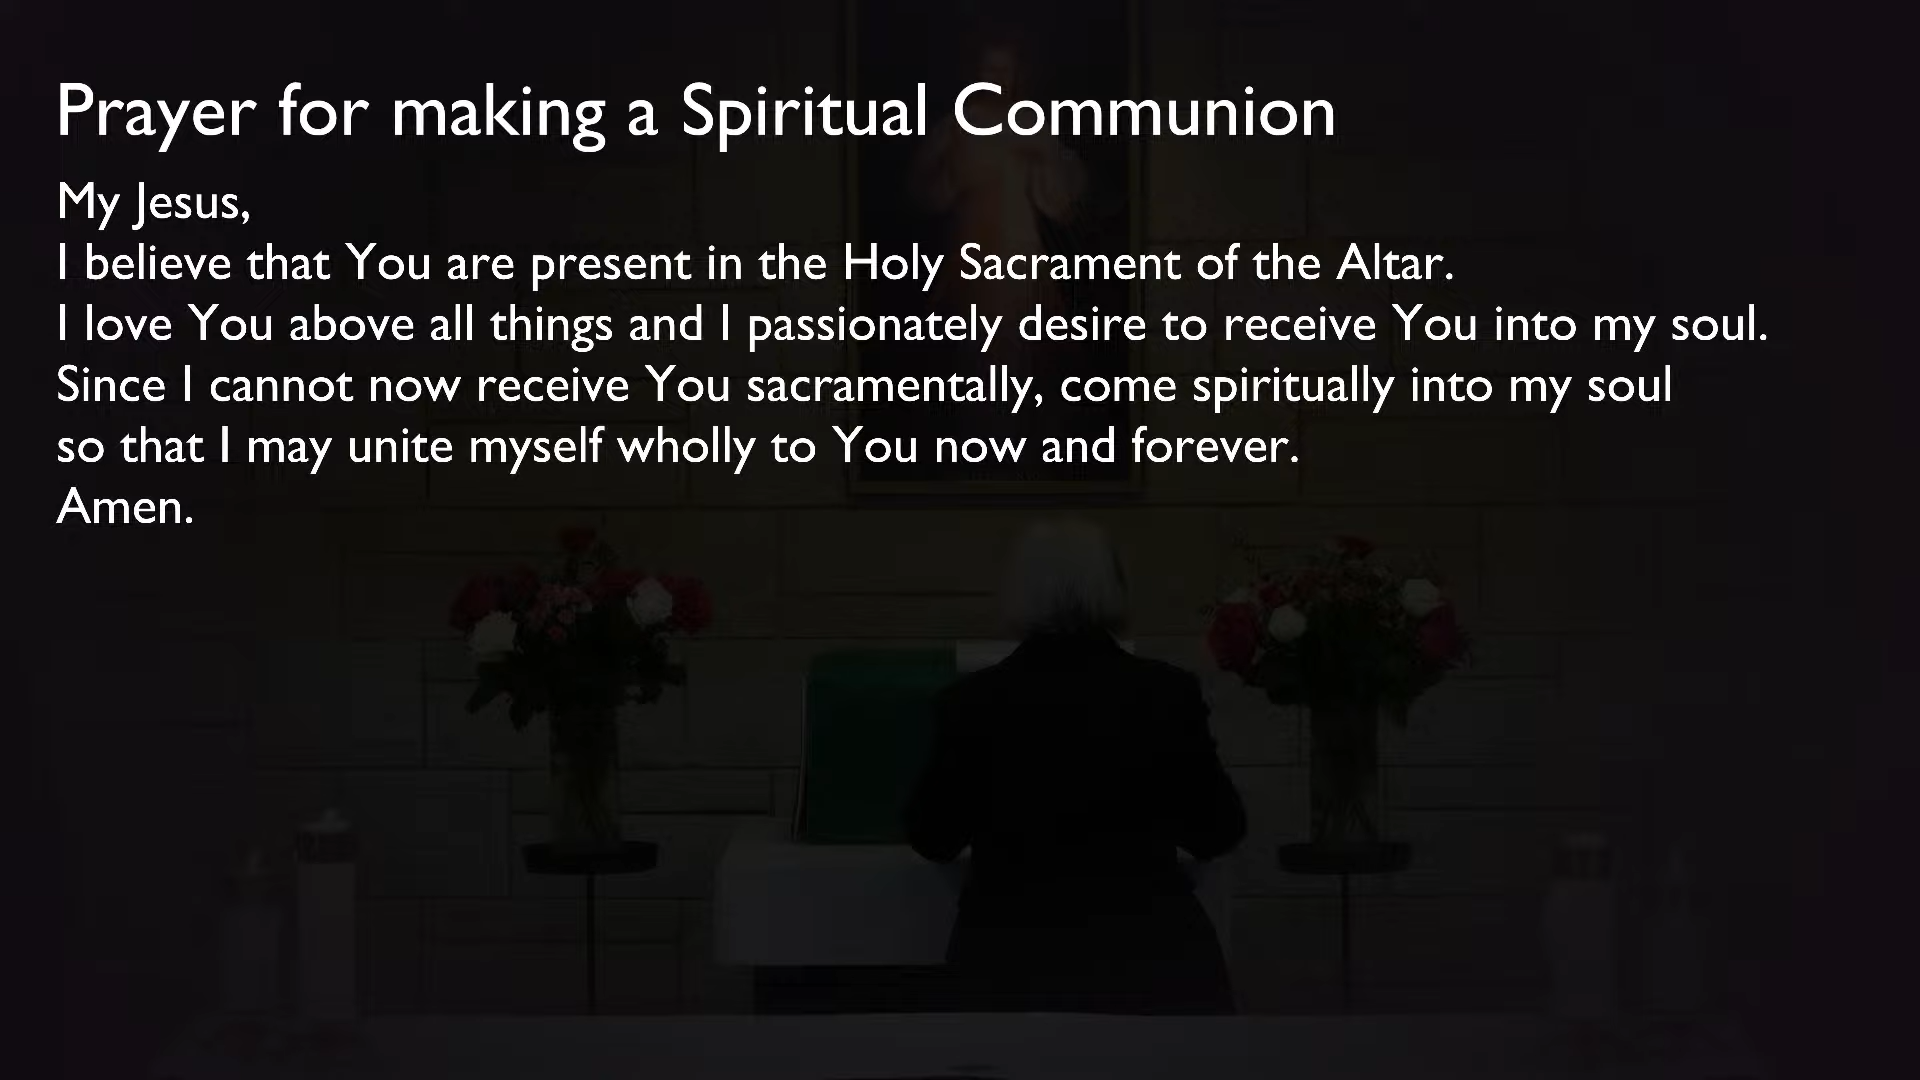 Prayer for making a Spiritual Communion
My Jesus,
I believe that You are present in the Holy Sacrament of the Altar.
I love You above all things and I passionately desire to receive You into my soul.
Since I cannot now receive You sacramentally, come spiritually into my soul
so that I may unite myself wholly to You now and forever.
Amen.